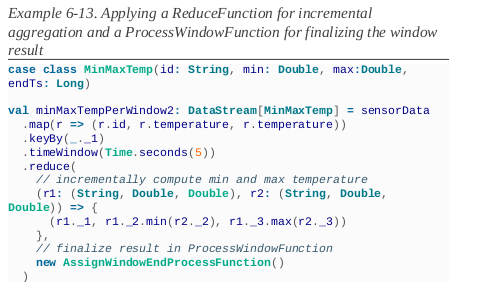 Example 6-13. Applying a ReduceFunction for incremental
aggregation and a ProcessWindowFunction for finalizing the window
result
case class MinMaxTemp(id: String, min: Double, max:Double,
endTs: Long)
val minMaxTempPerWindow2: DataStream[MinMaxTemp] = sensorData
  .map(r => (r.id, r.temperature, r.temperature))
  .keyBy(_._1)
  .timeWindow(Time.seconds(5))
  .reduce(
    // incrementally compute min and max temperature
    (r1: (String, Double, Double), r2: (String, Double,
Double)) => {
      (r1._1, r1._2.min(r2._2), r1._3.max(r2._3))
    },
    // finalize result in ProcessWindowFunction
    new AssignWindowEndProcessFunction()
  )